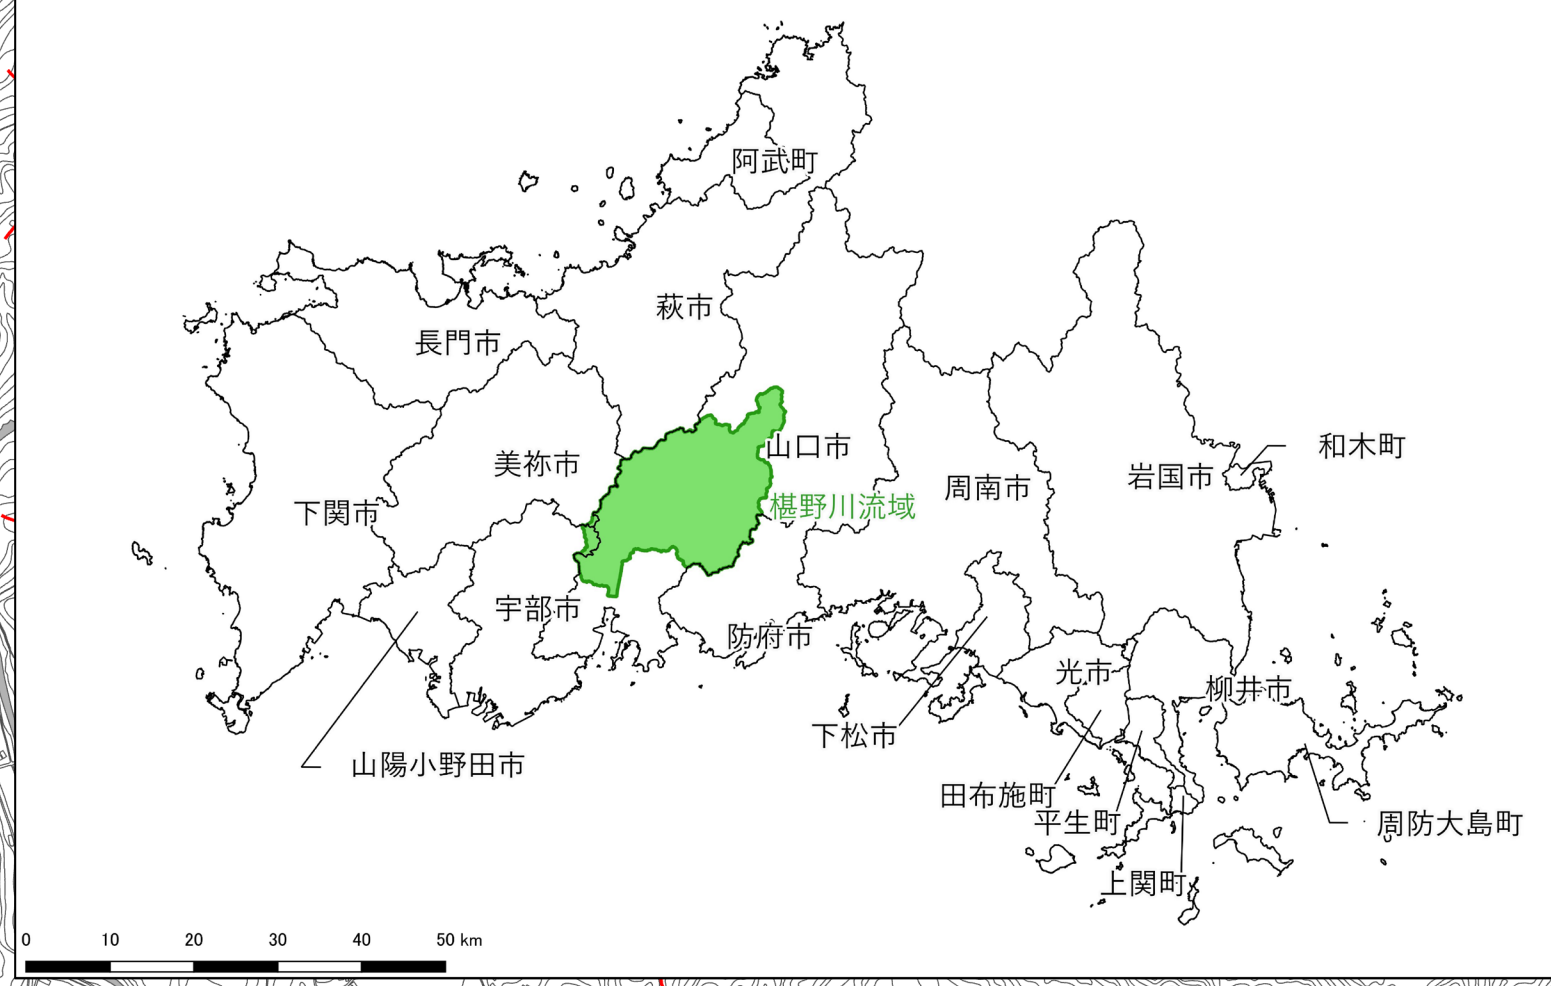 阿武町
萩市
長門市
山口市
和木町
美祢市
岩国市
周南市
下関市
椹野川流域
宇部市
防府市
光市
柳井市
下松市
山陽小野田市
田布施町
平生町
周防大島町
上関町
0 10 20 30 40 50 km